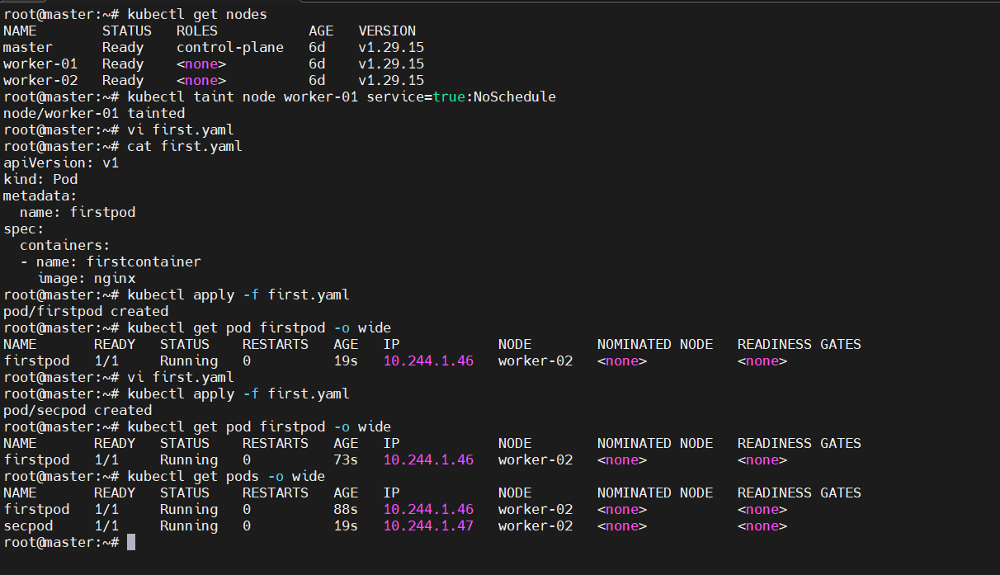 root@master:~# kubectl get nodes
NAME        STATUS   ROLES           AGE   VERSION
master      Ready    control-plane   6d    v1.29.15
worker-01   Ready    <none>          6d    v1.29.15
worker-02   Ready    <none>          6d    v1.29.15
root@master:~# kubectl taint node worker-01 service=true:NoSchedule
node/worker-01 tainted
root@master:~# vi first.yaml
root@master:~# cat first.yaml
apiVersion: v1
kind: Pod
metadata:
  name: firstpod
spec:
  containers:
  - name: firstcontainer
    image: nginx
root@master:~# kubectl apply -f first.yaml
pod/firstpod created
root@master:~# kubectl get pod firstpod -o wide
NAME       READY   STATUS    RESTARTS   AGE   IP            NODE        NOMINATED NODE   READINESS GATES
firstpod   1/1     Running   0          19s   10.244.1.46   worker-02   <none>           <none>
root@master:~# vi first.yaml
root@master:~# kubectl apply -f first.yaml
pod/secpod created
root@master:~# kubectl get pod firstpod -o wide
NAME       READY   STATUS    RESTARTS   AGE   IP            NODE        NOMINATED NODE   READINESS GATES
firstpod   1/1     Running   0          73s   10.244.1.46   worker-02   <none>           <none>
root@master:~# kubectl get pods -o wide
NAME       READY   STATUS    RESTARTS   AGE   IP            NODE        NOMINATED NODE   READINESS GATES
firstpod   1/1     Running   0          88s   10.244.1.46   worker-02   <none>           <none>
secpod     1/1     Running   0          19s   10.244.1.47   worker-02   <none>           <none>
root@master:~#